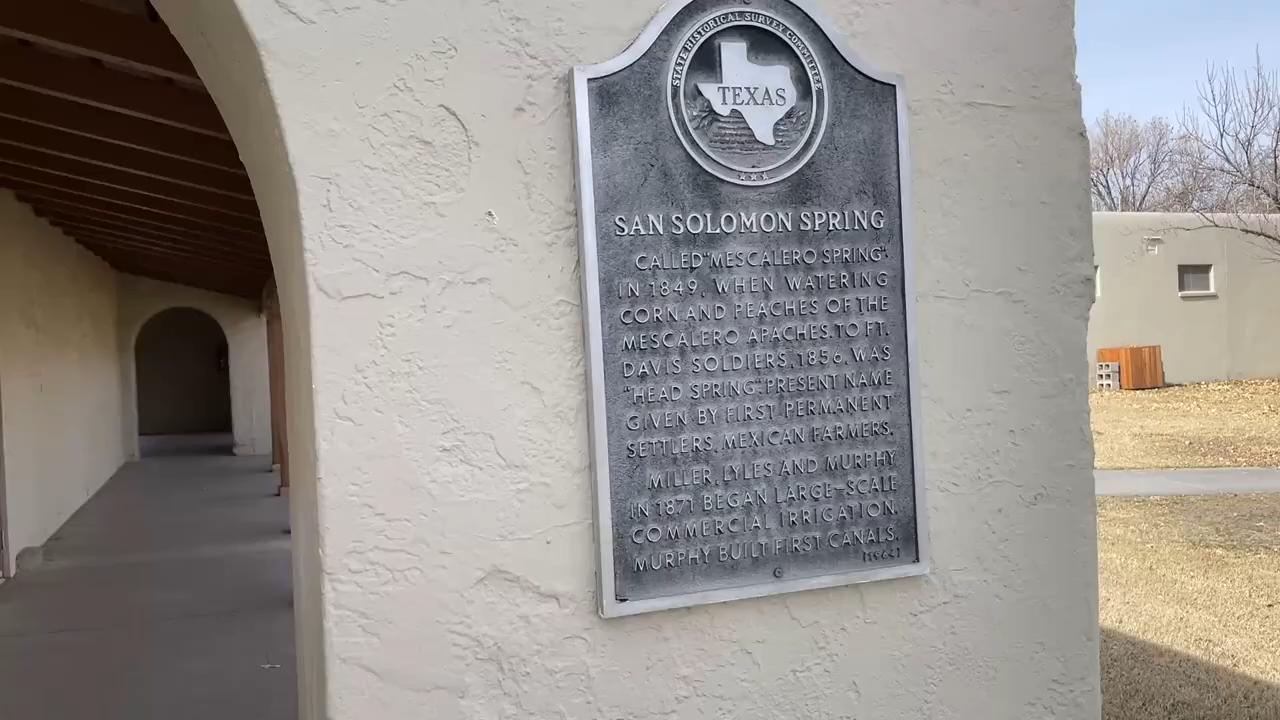 STATE HISTORICAL SURVEY COMMITTEE
TEXAS
SAN SOLOMON SPRING
CALLED "MESCALERO SPRING"
IN 1849, WHEN WATERING
CORN AND PEACHES OF THE
MESCALERO APACHES. TO FT.
DAVIS SOLDIERS, 1856, WAS
"HEAD SPRING". PRESENT NAME
GIVEN BY FIRST PERMANENT
SETTLERS, MEXICAN FARMERS.
MILLER, LYLES AND MURPHY
IN 1871 BEGAN LARGE-SCALE
COMMERCIAL IRRIGATION.
MURPHY BUILT FIRST CANALS.